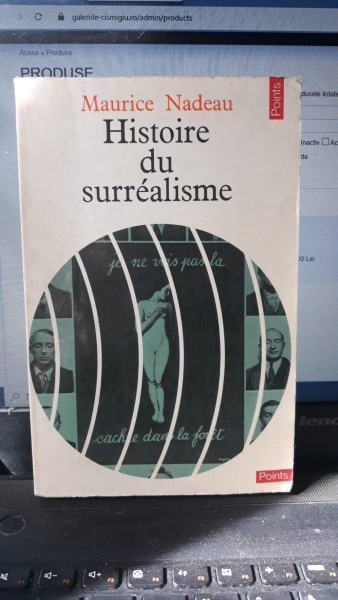 galeriile-cismigiu.ro/admin/products
Acasa » Produse
PRODUSE
Maurice Nadeau
Points
Histoire
du
surréalisme
je ne vois pas la
cachée dans la forêt
Points
Inactiv
lenovo